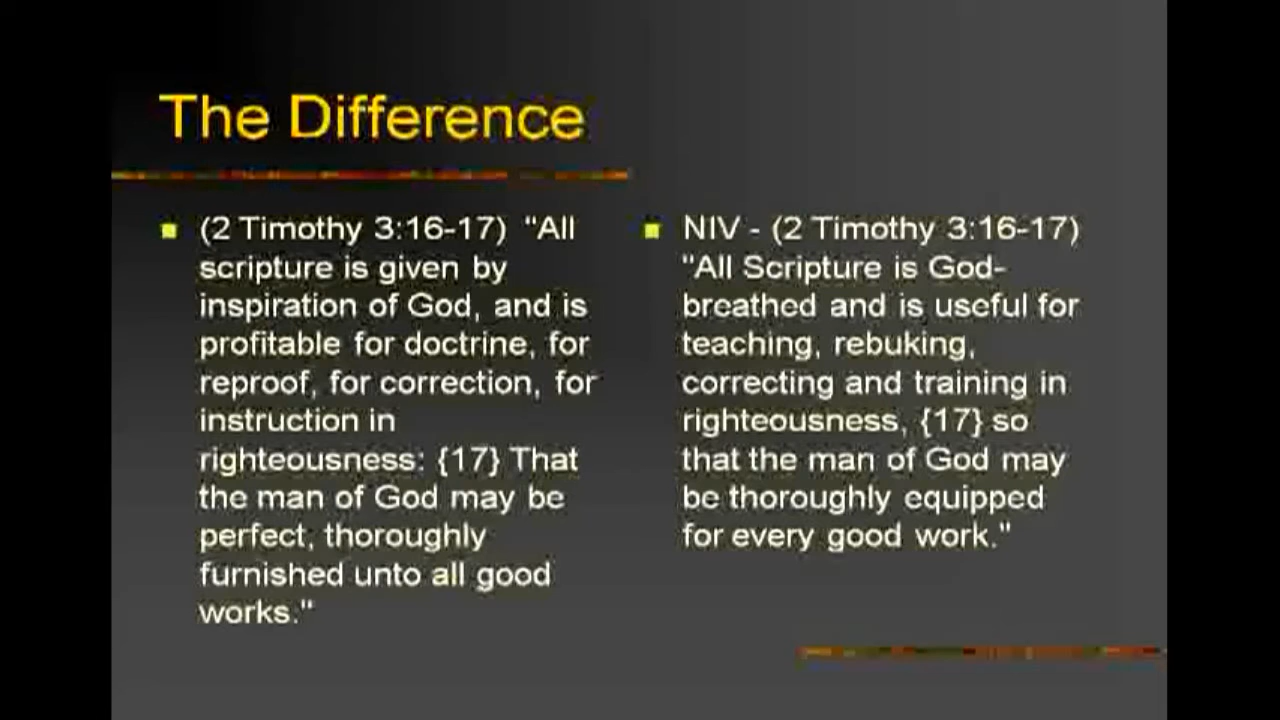 The Difference
(2 Timothy 3:16-17) "All
scripture is given by
inspiration of God, and is
profitable for doctrine, for
reproof, for correction, for
instruction in
righteousness: {17} That
the man of God may be
perfect, thoroughly
furnished unto all good
works."
NIV - (2 Timothy 3:16-17)
"All Scripture is God-
breathed and is useful for
teaching, rebuking,
correcting and training in
righteousness, {17} so
that the man of God may
be thoroughly equipped
for every good work."